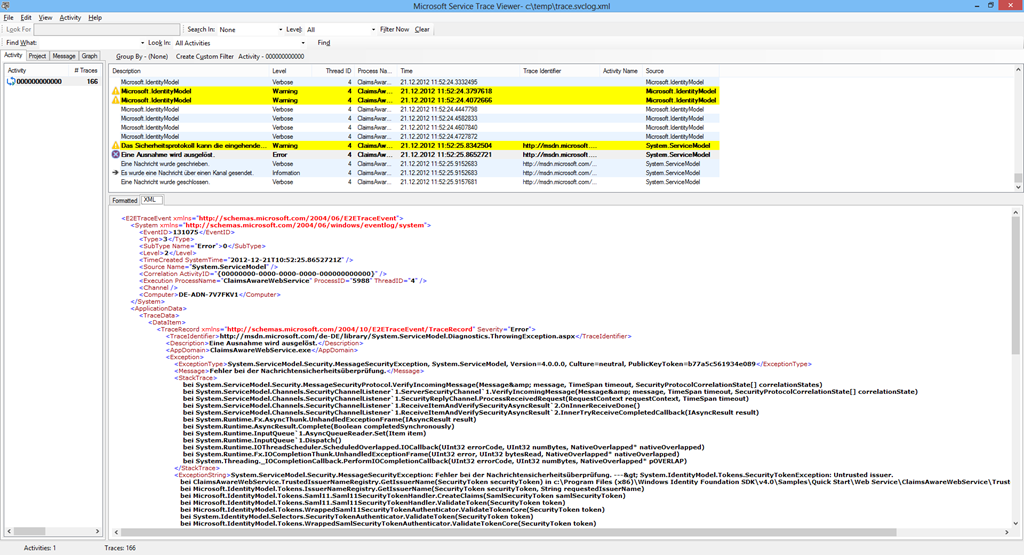 Microsoft Service Trace Viewer- c:\temp\trace.svclog.xml
File Edit View Activity Help
Look For Search In: None Level: All Filter Now Clear
Find What: Look In: All Activities Find
Activity Project Message Graph Group By - (None) Create Custom Filter Activity - 000000000000
Activity # Traces
000000000000 166
Description Level Thread ID Process Na... Time Trace Identifier Activity Name Source
Microsoft.IdentityModel Verbose 4 ClaimsAwar... 21.12.2012 11:52:24.3332495 Microsoft.IdentityModel
Microsoft.IdentityModel Warning 4 ClaimsAw... 21.12.2012 11:52:24.3797618 Microsoft.IdentityModel
Microsoft.IdentityModel Warning 4 ClaimsAw... 21.12.2012 11:52:24.4072666 Microsoft.IdentityModel
Microsoft.IdentityModel Verbose 4 ClaimsAwar... 21.12.2012 11:52:24.4447798 Microsoft.IdentityModel
Microsoft.IdentityModel Verbose 4 ClaimsAwar... 21.12.2012 11:52:24.4582833 Microsoft.IdentityModel
Microsoft.IdentityModel Verbose 4 ClaimsAwar... 21.12.2012 11:52:24.4607840 Microsoft.IdentityModel
Microsoft.IdentityModel Verbose 4 ClaimsAwar... 21.12.2012 11:52:24.4727872 Microsoft.IdentityModel
Das Sicherheitsprotokoll kann die eingehende... Warning 4 ClaimsAw... 21.12.2012 11:52:25.8342504 http://msdn.microsoft.... System.ServiceModel
Eine Ausnahme wird ausgelöst. Error 4 ClaimsAw... 21.12.2012 11:52:25.8652721 http://msdn.microsoft.... System.ServiceModel
Eine Nachricht wurde geschrieben. Verbose 4 ClaimsAwar... 21.12.2012 11:52:25.9152683 http://msdn.microsoft.com/... System.ServiceModel
Es wurde eine Nachricht über einen Kanal gesendet. Information 4 ClaimsAwar... 21.12.2012 11:52:25.9152683 http://msdn.microsoft.com/... System.ServiceModel
Eine Nachricht wurde geschlossen. Verbose 4 ClaimsAwar... 21.12.2012 11:52:25.9157681 http://msdn.microsoft.com/... System.ServiceModel
Formatted XML
<E2ETraceEvent xmlns="http://schemas.microsoft.com/2004/06/E2ETraceEvent">
<System xmlns="http://schemas.microsoft.com/2004/06/windows/eventlog/system">
<EventID>131075</EventID>
<Type>3</Type>
<SubType Name="Error">0</SubType>
<Level>2</Level>
<TimeCreated SystemTime="2012-12-21T10:52:25.8652721Z" />
<Source Name="System.ServiceModel" />
<Correlation ActivityID="{00000000-0000-0000-0000-000000000000}" />
<Execution ProcessName="ClaimsAwareWebService" ProcessID="5988" ThreadID="4" />
<Channel />
<Computer>DE-ADN-7V7FKV1</Computer>
</System>
<ApplicationData>
<TraceData>
<DataItem>
<TraceRecord xmlns="http://schemas.microsoft.com/2004/10/E2ETraceEvent/TraceRecord" Severity="Error">
<TraceIdentifier>http://msdn.microsoft.com/de-DE/library/System.ServiceModel.Diagnostics.ThrowingException.aspx</TraceIdentifier>
<Description>Eine Ausnahme wird ausgelöst.</Description>
<AppDomain>ClaimsAwareWebService.exe</AppDomain>
<Exception>
<ExceptionType>System.ServiceModel.Security.MessageSecurityException, System.ServiceModel, Version=4.0.0.0, Culture=neutral, PublicKeyToken=b77a5c561934e089</ExceptionType>
<Message>Fehler bei der Nachrichtensicherheitsüberprüfung.</Message>
<StackTrace>
bei System.ServiceModel.Security.MessageSecurityProtocol.VerifyIncomingMessage(Message&amp; message, TimeSpan timeout, SecurityProtocolCorrelationState[] correlationStates)
bei System.ServiceModel.Channels.SecurityChannelListener`1.ServerSecurityChannel`1.VerifyIncomingMessage(Message&amp; message, TimeSpan timeout, SecurityProtocolCorrelationState[] correlationState)
bei System.ServiceModel.Channels.SecurityChannelListener`1.SecurityReplyChannel.ProcessReceivedRequest(RequestContext requestContext, TimeSpan timeout)
bei System.ServiceModel.Channels.SecurityChannelListener`1.ReceiveItemAndVerifySecurityAsyncResult`2.OnInnerReceiveDone()
bei System.ServiceModel.Channels.SecurityChannelListener`1.ReceiveItemAndVerifySecurityAsyncResult`2.InnerTryReceiveCompletedCallback(IAsyncResult result)
bei System.Runtime.Fx.AsyncThunk.UnhandledExceptionFrame(IAsyncResult result)
bei System.Runtime.AsyncResult.Complete(Boolean completedSynchronously)
bei System.Runtime.InputQueue`1.AsyncQueueReader.Set(Item item)
bei System.Runtime.InputQueue`1.Dispatch()
bei System.Runtime.IOThreadScheduler.ScheduledOverlapped.IOCallback(UInt32 errorCode, UInt32 numBytes, NativeOverlapped* nativeOverlapped)
bei System.Runtime.Fx.IOCompletionThunk.UnhandledExceptionFrame(UInt32 error, UInt32 bytesRead, NativeOverlapped* nativeOverlapped)
bei System.Threading._IOCompletionCallback.PerformIOCompletionCallback(UInt32 errorCode, UInt32 numBytes, NativeOverlapped* pOVERLAP)
</StackTrace>
<ExceptionString>System.ServiceModel.Security.MessageSecurityException: Fehler bei der Nachrichtensicherheitsüberprüfung. ---&gt; System.IdentityModel.Tokens.SecurityTokenException: Untrusted issuer.
bei ClaimsAwareWebService.TrustedIssuerNameRegistry.GetIssuerName(SecurityToken securityToken) in c:\Program Files (x86)\Windows Identity Foundation SDK\v4.0\Samples\Quick Start\Web Service\ClaimsAwareWebService\Trust
bei Microsoft.IdentityModel.Tokens.IssuerNameRegistry.GetIssuerName(SecurityToken securityToken, String requestedIssuerName)
bei Microsoft.IdentityModel.Tokens.Saml11.Saml11SecurityTokenHandler.CreateClaims(SamlSecurityToken samlSecurityToken)
bei Microsoft.IdentityModel.Tokens.Saml11.Saml11SecurityTokenHandler.ValidateToken(SecurityToken token)
bei Microsoft.IdentityModel.Tokens.WrappedSaml11SecurityTokenAuthenticator.ValidateTokenCore(SecurityToken token)
bei System.IdentityModel.Selectors.SecurityTokenAuthenticator.ValidateToken(SecurityToken token)
bei Microsoft.IdentityModel.Tokens.WrappedSamlSecurityTokenAuthenticator.ValidateTokenCore(SecurityToken token)
Activities: 1 Traces: 166